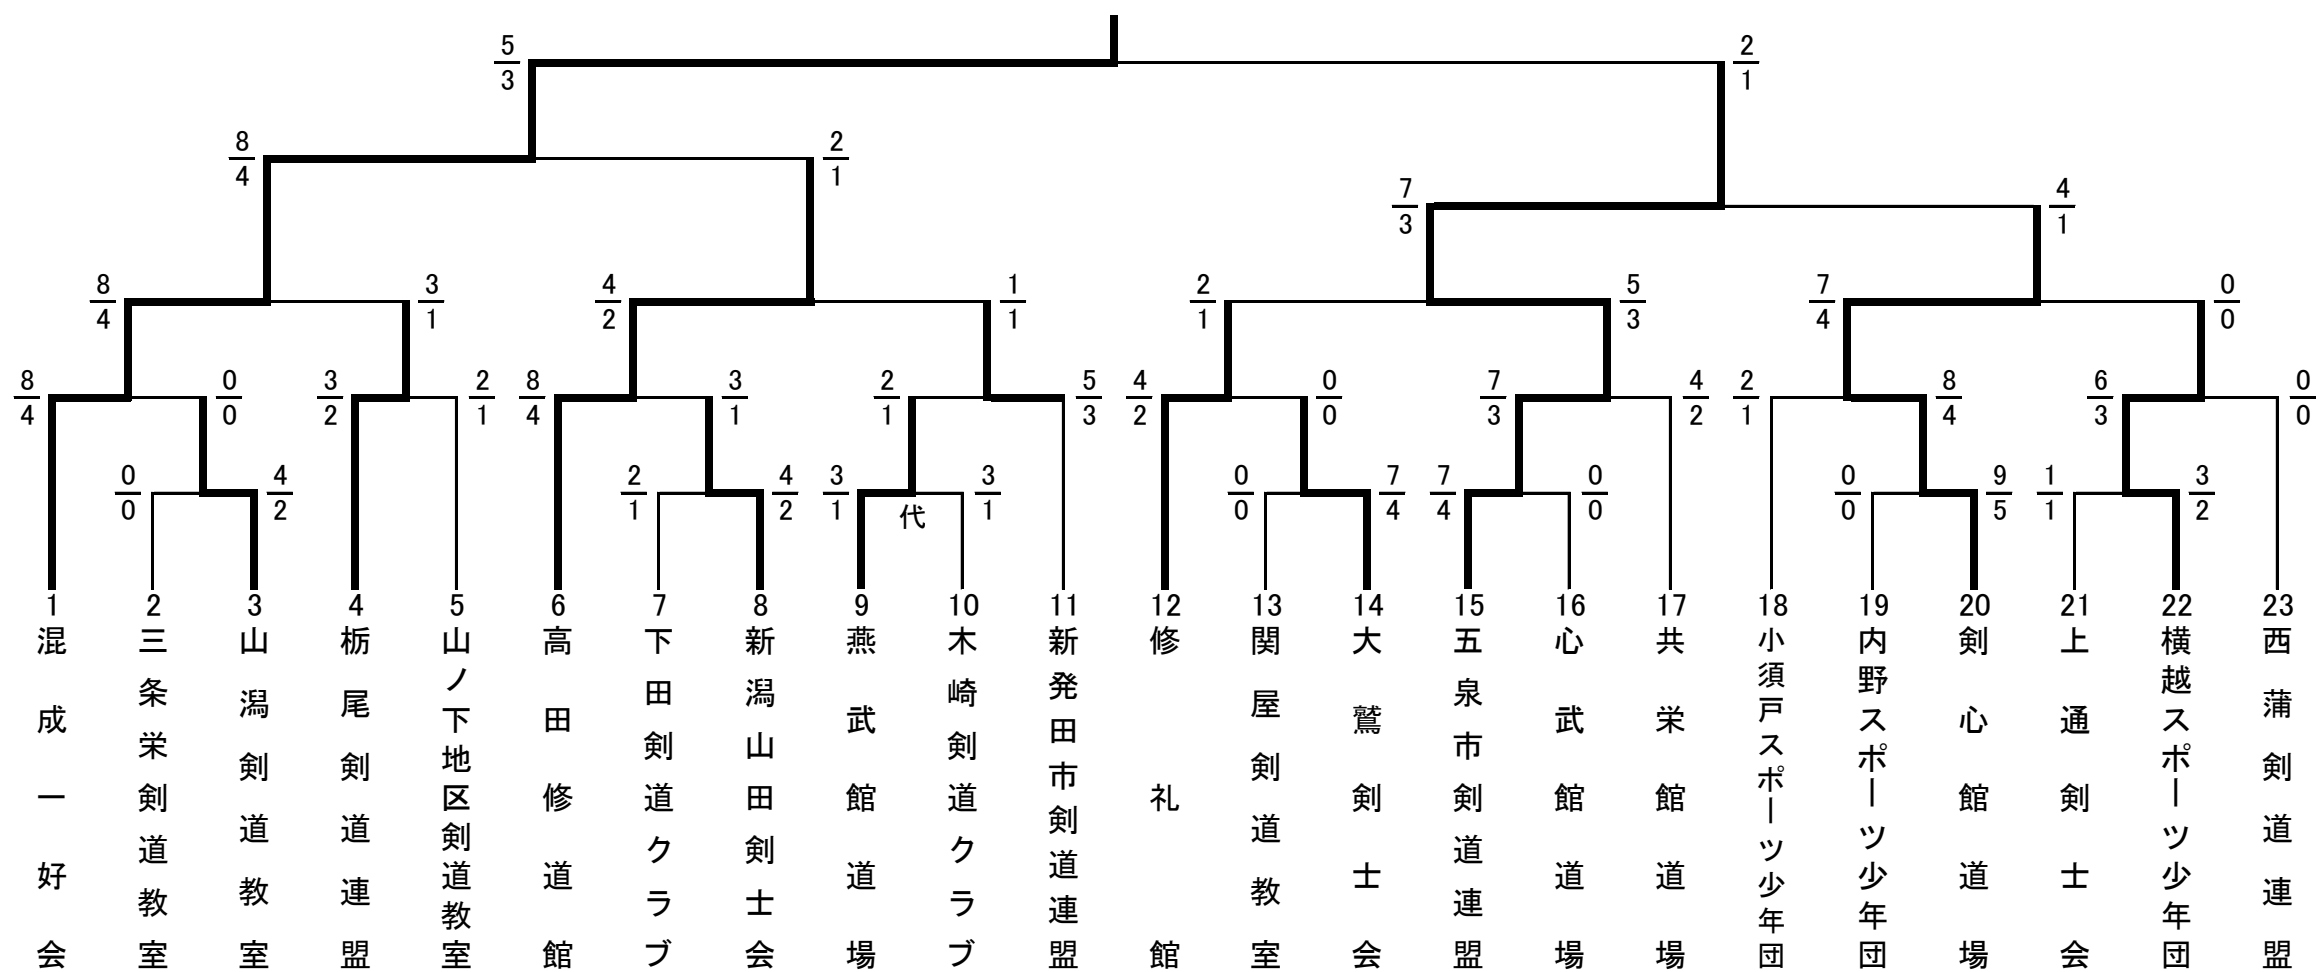 5 2
3 1
8 2
4 1
7 4
3 1
8 3 4 1 2 5 7 0
4 1 2 1 1 3 4 0
8 0 3 2 8 3 2 5 4 0 7 4 2 8 6 0
4 0 2 1 4 1 1 3 2 0 3 2 1 4 3 0
0 4 2 4 3 3 0 7 7 0 0 9 1 3
0 2 1 2 1 1 0 4 4 0 0 5 1 2
代
1 2 3 4 5 6 7 8 9 10 11 12 13 14 15 16 17 18 19 20 21 22 23
混成一好会
三条栄剣道教室
山潟剣道教室
栃尾剣道連盟
山ノ下地区剣道教室
高田修道館
下田剣道クラブ
新潟山田剣士会
燕武館道場
木崎剣道クラブ
新発田市剣道連盟
修礼館
関屋剣道教室
大鷲剣士会
五泉市剣道連盟
心武館道場
共栄館道場
小須戸スポーツ少年団
内野スポーツ少年団
剣心館道場
上通剣士会
横越スポーツ少年団
西蒲剣道連盟